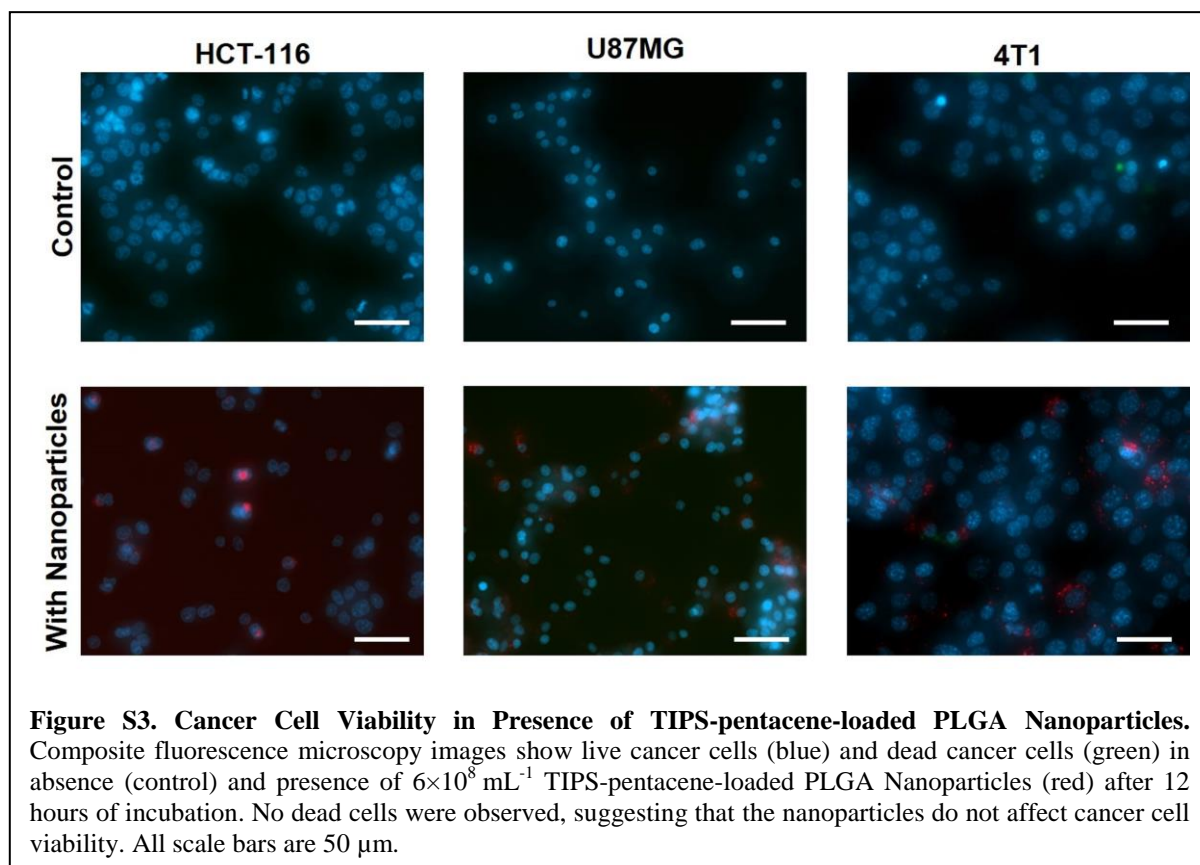 HCT-116
U87MG
4T1
Control
With Nanoparticles
Figure S3. Cancer Cell Viability in Presence of TIPS-pentacene-loaded PLGA Nanoparticles.
Composite fluorescence microscopy images show live cancer cells (blue) and dead cancer cells (green) in
absence (control) and presence of 6×10⁸ mL⁻¹ TIPS-pentacene-loaded PLGA Nanoparticles (red) after 12
hours of incubation. No dead cells were observed, suggesting that the nanoparticles do not affect cancer cell
viability. All scale bars are 50 µm.